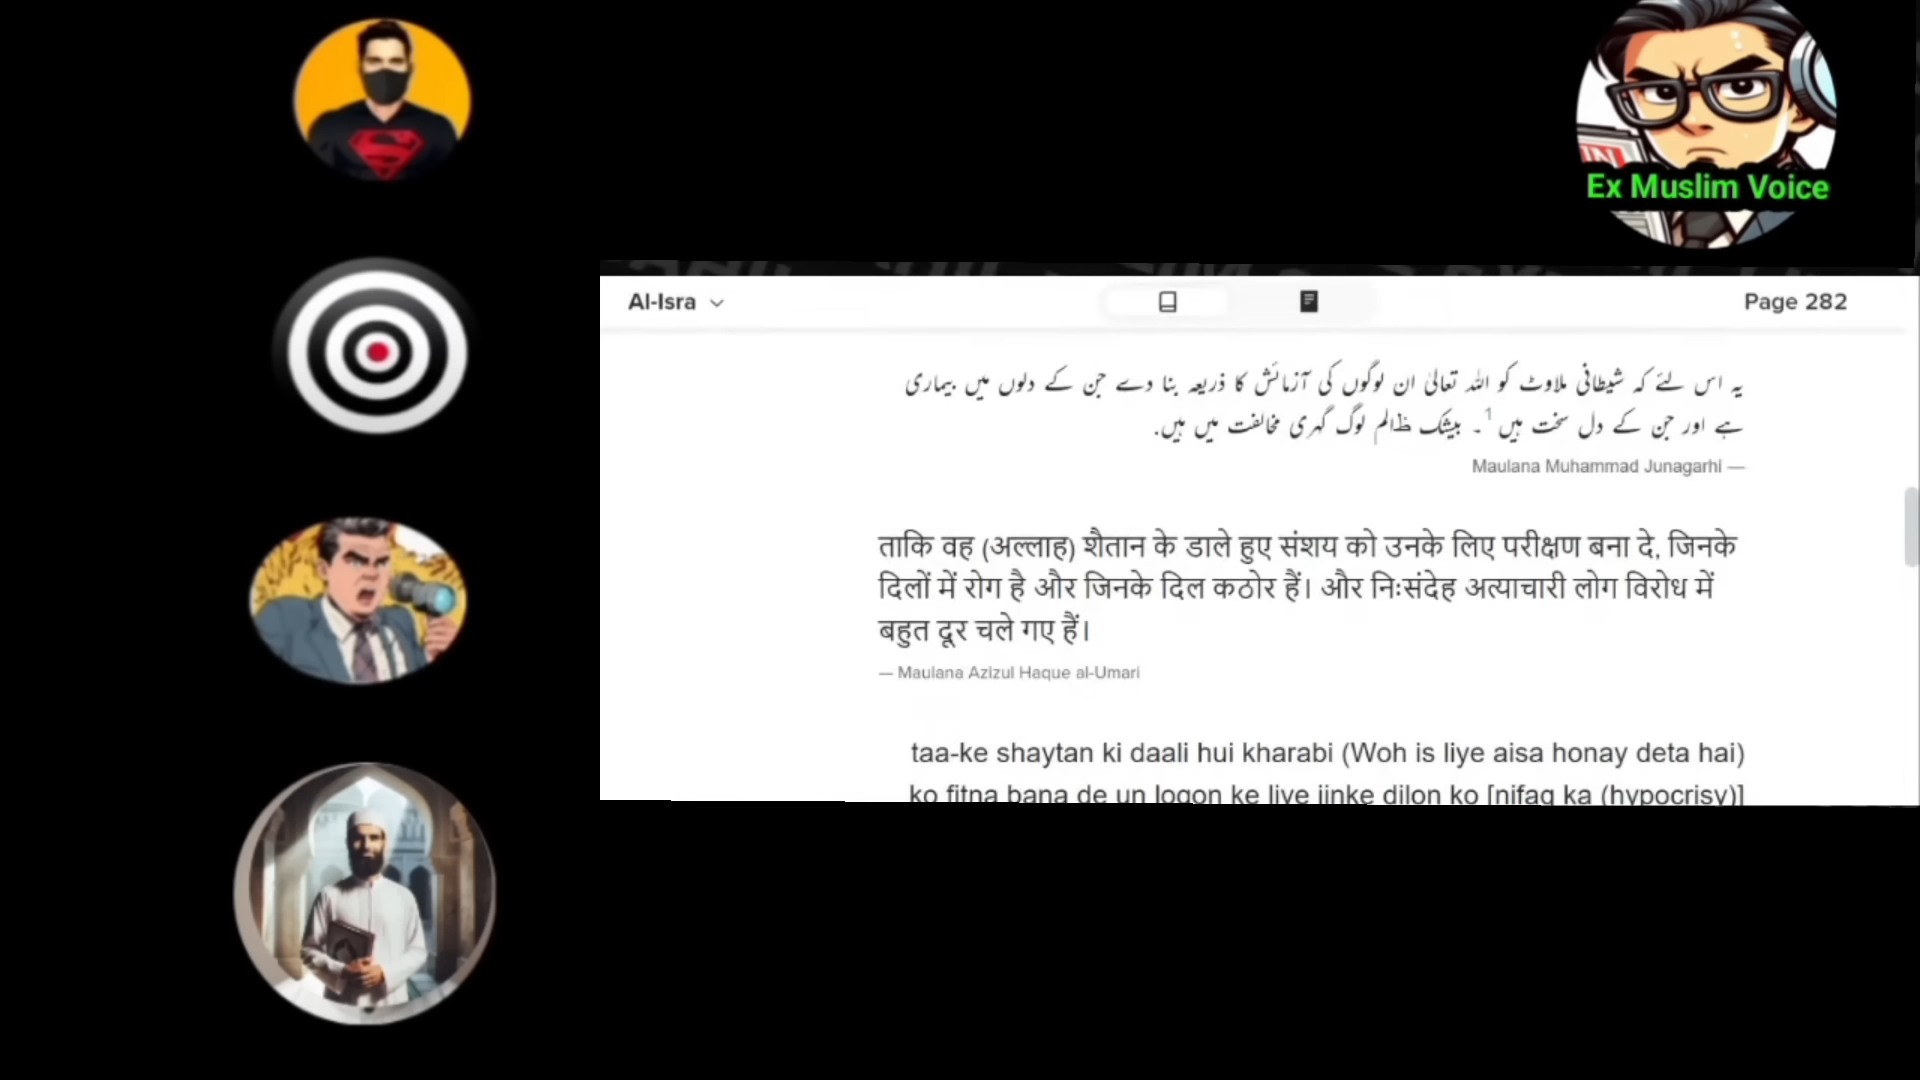 IN
Ex Muslim Voice
Al-Isra
Page 282
یہ اس لئے کہ شیطانی ملاوٹ کو اللہ تعالیٰ ان لوگوں کی آزمائش کا ذریعہ بنا دے جن کے دلوں میں بیماری
ہے اور جن کے دل سخت ہیں 1۔ بیشک ظالم لوگ گہری مخالفت میں ہیں.
Maulana Muhammad Junagarhi —
ताकि वह (अल्लाह) शैतान के डाले हुए संशय को उनके लिए परीक्षण बना दे, जिनके
दिलों में रोग है और जिनके दिल कठोर हैं। और निःसंदेह अत्याचारी लोग विरोध में
बहुत दूर चले गए हैं।
— Maulana Azizul Haque al-Umari
taa-ke shaytan ki daali hui kharabi (Woh is liye aisa honay deta hai)
ko fitna bana de un logon ke liye jinke dilon ko [nifaq ka (hypocrisy)]